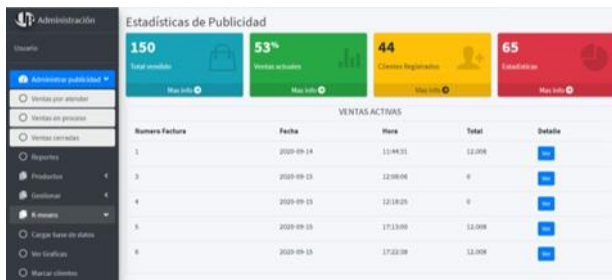 Administración
Usuario
Administrar publicidad
Ventas por atender
Ventas en proceso
Ventas cerradas
Reportes
Productos
Gestionar
K-means
Cargar base de datos
Ver Graficas
Marcar clientes
Estadísticas de Publicidad
150
Total vendido
Mas info
53%
Ventas actuales
Mas info
44
Clientes Registrados
Mas info
65
Estadísticas
Mas info
VENTAS ACTIVAS
Numero Factura Fecha Hora Total Detalle
1 2020-09-14 11:44:31 12.008 Ver
3 2020-09-15 12:08:06 0 Ver
4 2020-09-15 12:18:25 0 Ver
5 2020-09-15 17:13:00 12.008 Ver
6 2020-09-15 17:22:38 12.008 Ver